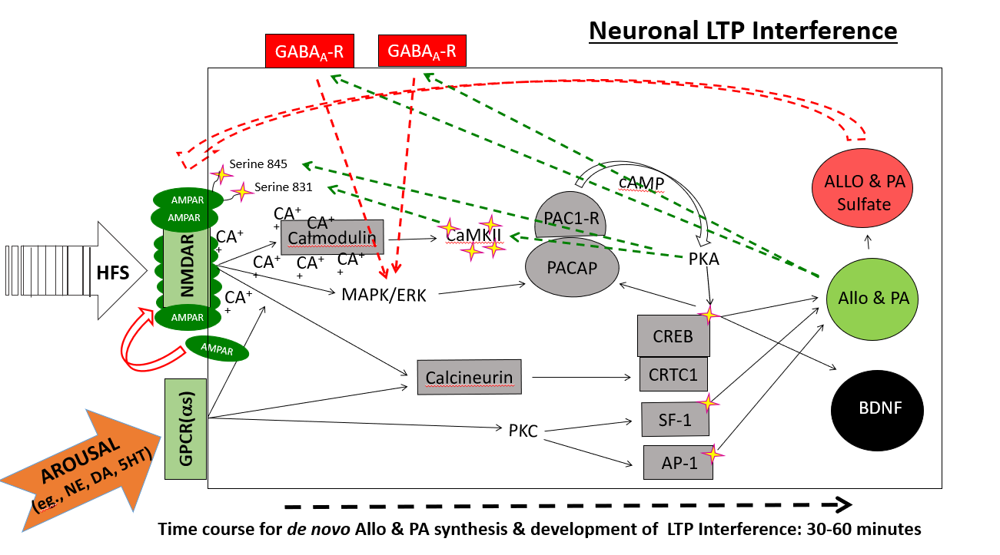 Neuronal LTP Interference
GABAA-R
GABAA-R
Serine 845
Serine 831
AMPAR
AMPAR
NMDAR
AMPAR
AMPAR
HFS
CA+
+
CA+
+
CA+
+
CA+
CA+
+
CA+
+
CA+
+
Calmodulin
CaMKII
MAPK/ERK
cAMP
PAC1-R
PACAP
PKA
ALLO & PA
Sulfate
Allo & PA
BDNF
CREB
CRTC1
Calcineurin
SF-1
PKC
AP-1
GPCR(αs)
AROUSAL
(eg., NE, DA, 5HT)
Time course for de novo Allo & PA synthesis & development of LTP Interference: 30-60 minutes